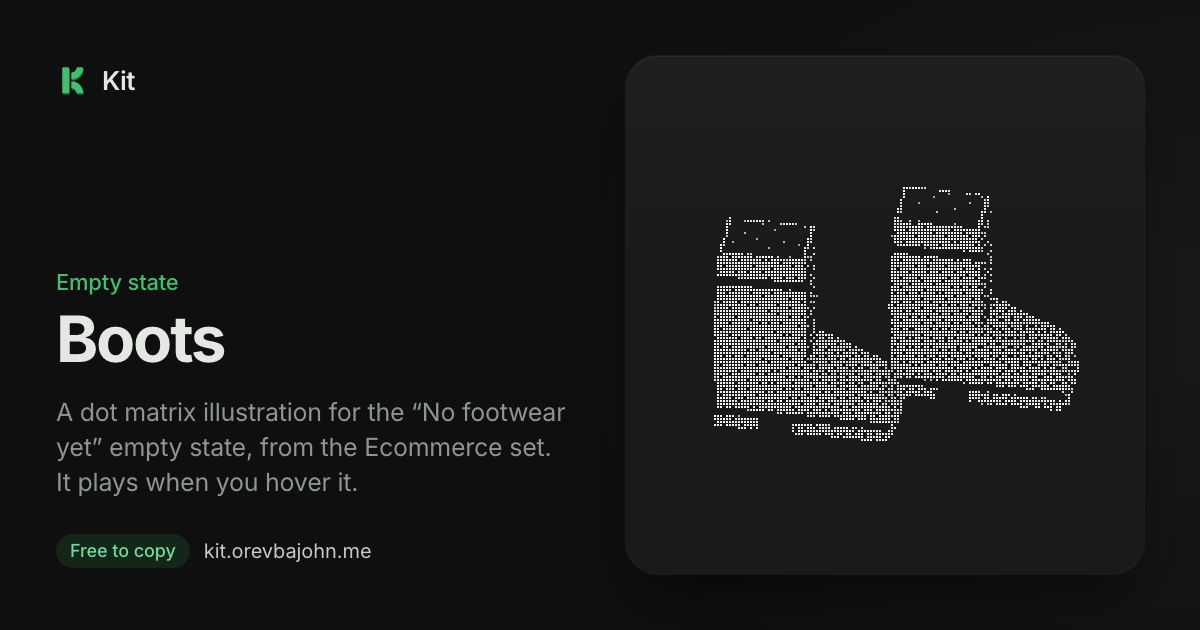 Kit
Empty state
Boots
A dot matrix illustration for the “No footwear
yet” empty state, from the Ecommerce set.
It plays when you hover it.
Free to copy
kit.orevbajohn.me